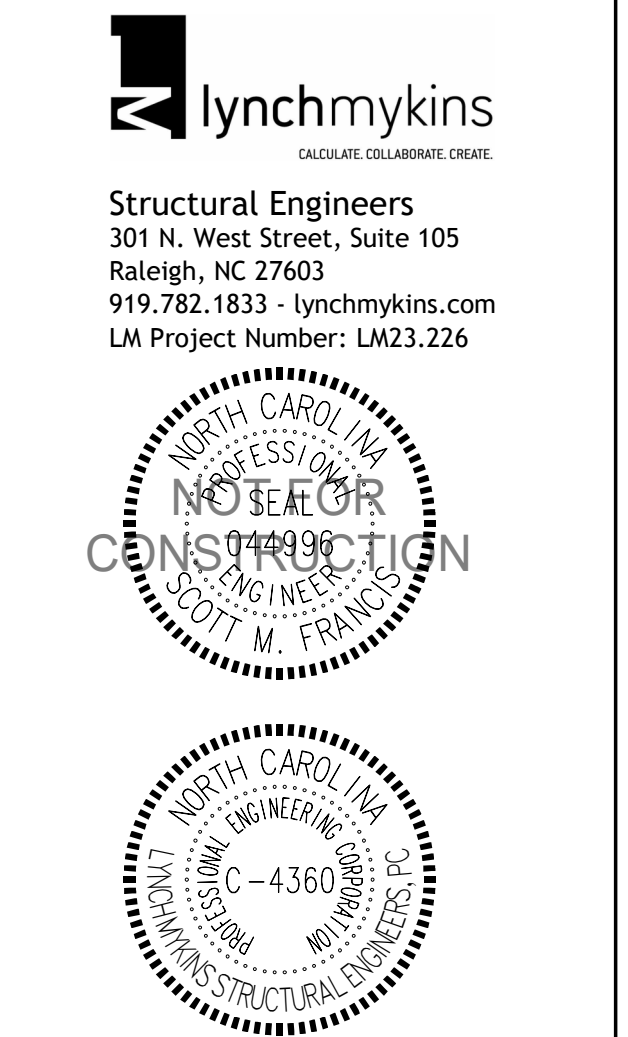 lynchmykins
CALCULATE. COLLABORATE. CREATE.
Structural Engineers
301 N. West Street, Suite 105
Raleigh, NC 27603
919.782.1833 - lynchmykins.com
LM Project Number: LM23.226
NORTH CAROLINA
PROFESSIONAL
NOT FOR
SEAL
CONSTRUCTION
044996
ENGINEER
SCOTT M. FRANCIS
NORTH CAROLINA
PROFESSIONAL ENGINEERING CORPORATION
C-4360
LYNCHMYKINS STRUCTURAL ENGINEERS, PC